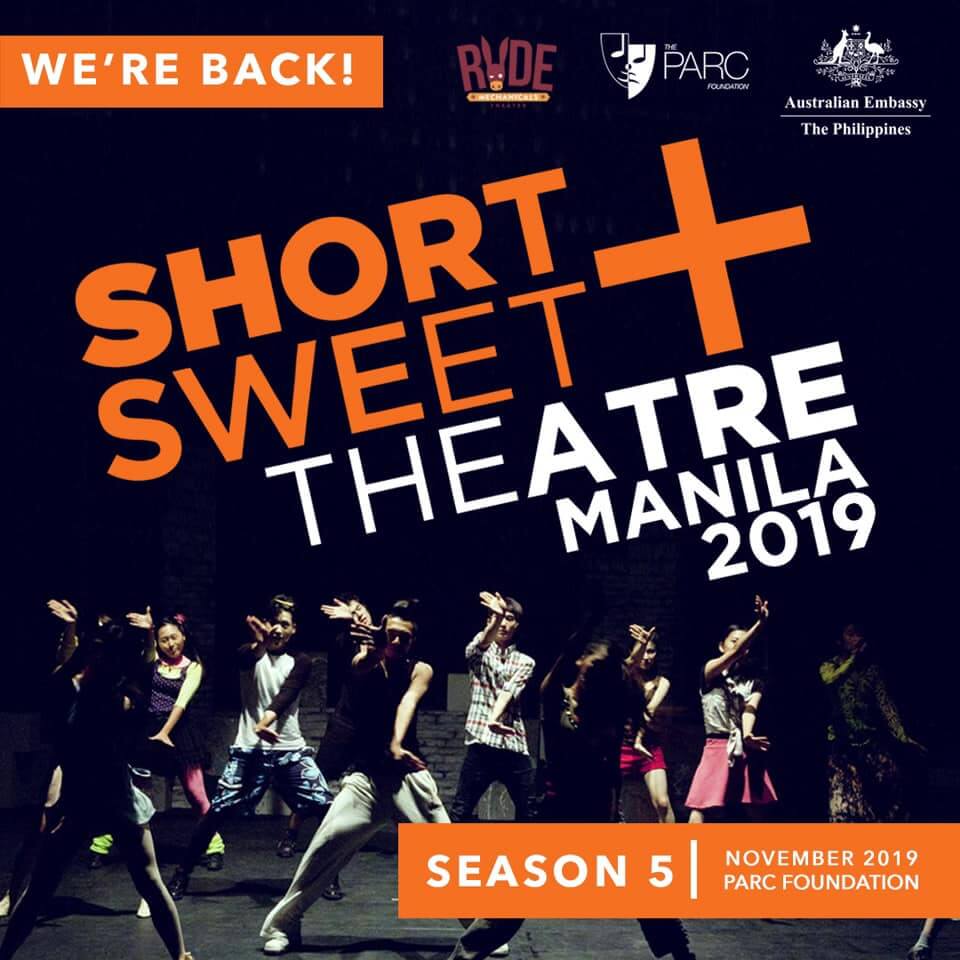 WE'RE BACK!
RUDE
MECHANICALS
THEATER
THE
PARC
FOUNDATION
Australian Embassy
The Philippines
SHORT+
SWEET
THEATRE
MANILA
2019
SEASON 5
NOVEMBER 2019
PARC FOUNDATION